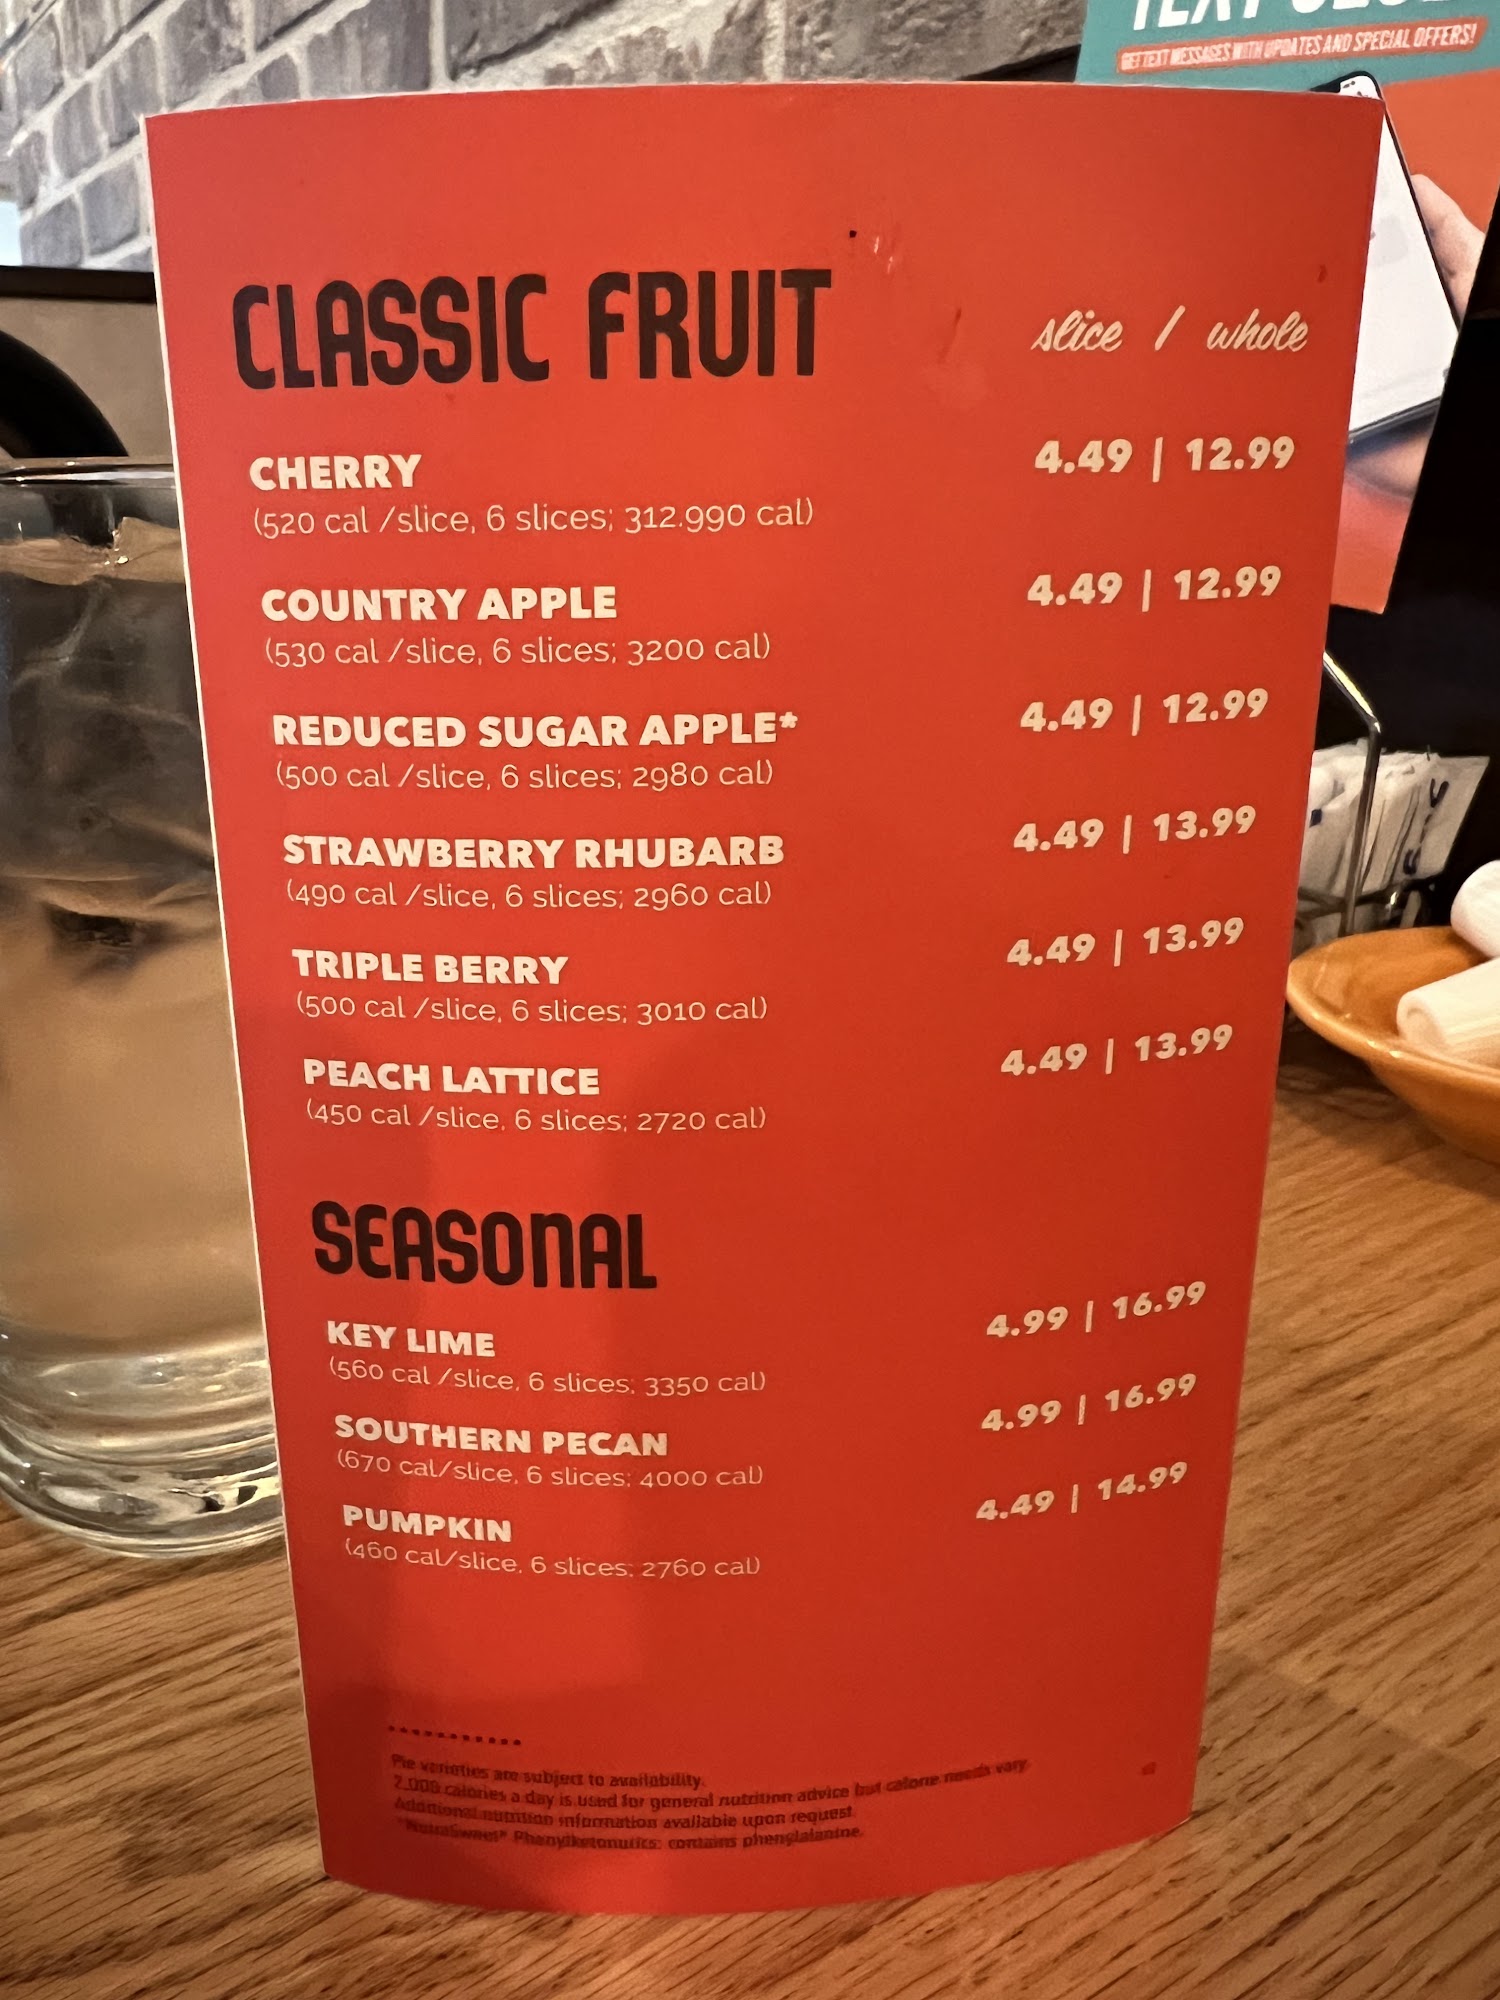 GET TEXT MESSAGES WITH UPDATES AND SPECIAL OFFERS!
CLASSIC FRUIT
slice / whole
CHERRY 4.49 | 12.99
(520 cal /slice, 6 slices; 312.990 cal)
COUNTRY APPLE 4.49 | 12.99
(530 cal /slice, 6 slices; 3200 cal)
REDUCED SUGAR APPLE* 4.49 | 12.99
(500 cal /slice, 6 slices; 2980 cal)
STRAWBERRY RHUBARB 4.49 | 13.99
(490 cal /slice, 6 slices; 2960 cal)
TRIPLE BERRY 4.49 | 13.99
(500 cal /slice, 6 slices; 3010 cal)
PEACH LATTICE 4.49 | 13.99
(450 cal /slice, 6 slices; 2720 cal)
SEASONAL
KEY LIME 4.99 | 16.99
(560 cal /slice, 6 slices; 3350 cal)
SOUTHERN PECAN 4.99 | 16.99
(670 cal/slice, 6 slices; 4000 cal)
PUMPKIN 4.49 | 14.99
(460 cal/slice, 6 slices; 2760 cal)
Pie varieties are subject to availability.
2,000 calories a day is used for general nutrition advice but calorie needs vary.
Additional nutrition information available upon request.
*NutraSweet® Phenylketonurics: contains phenylalanine.